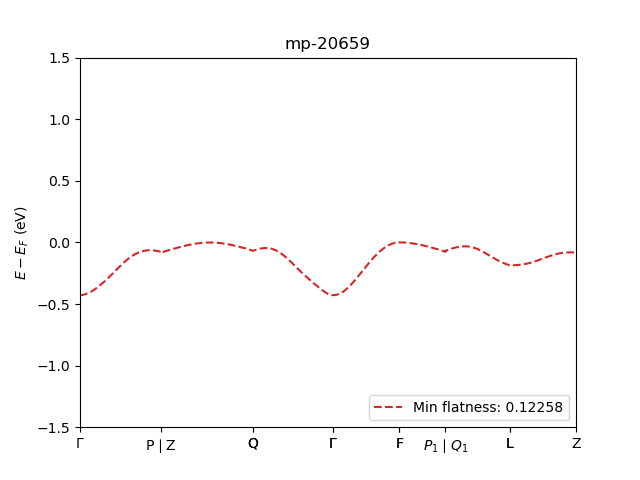 mp-20659
1.5
1.0
0.5
0.0
−0.5
−1.0
−1.5
E − E_F (eV)
Min flatness: 0.12258
Γ P | Z Q Γ F P_1 | Q_1 L Z